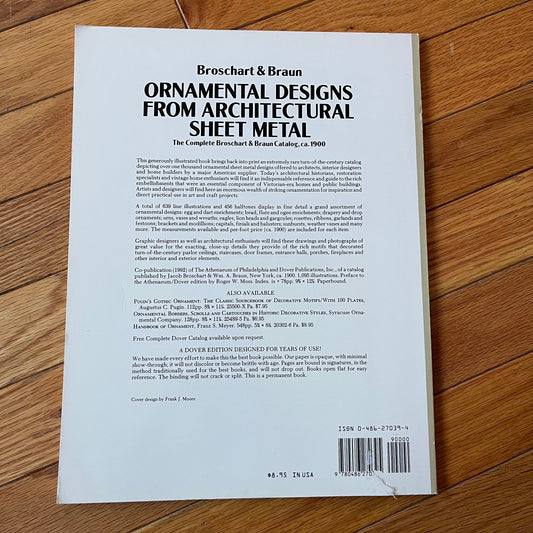 Broschart & Braun
ORNAMENTAL DESIGNS
FROM ARCHITECTURAL
SHEET METAL
The Complete Broschart & Braun Catalog, ca. 1900
This generously illustrated book brings back into print an extremely rare turn-of-the-century catalog
depicting over one thousand ornamental sheet metal designs offered to architects, interior designers
and home builders by a major American supplier. Today's architectural historians, restoration
specialists and vintage home enthusiasts will find it an indispensable reference and guide to the rich
embellishments that were an essential component of Victorian-era homes and public buildings.
Artists and designers will find here an enormous wealth of striking ornamentation for inspiration and
direct practical use in art and craft projects.
A total of 639 line illustrations and 456 halftones display in fine detail a grand assortment of
ornamental designs: egg and dart enrichments; bead, flute and ogee enrichments; drapery and drop
ornaments; urns, vases and wreaths; eagles, lion heads and gargoyles; rosettes, ribbons, garlands and
festoons; brackets and modillions; capitals, finials and balusters; sunbursts, weather vanes and many
more. The measurements available and per-foot price (ca. 1900) are included for each item.
Graphic designers as well as architectural enthusiasts will find these drawings and photographs of
great value for the exacting, close-up details they provide of the rich motifs that decorated
turn-of-the-century parlor ceilings, staircases, door frames, entrance halls, porches, fireplaces and
other interior and exterior elements.
Co-publication (1992) of The Athenaeum of Philadelphia and Dover Publications, Inc., of a catalog
published by Jacob Broschart & Wm. A. Braun, New York, ca. 1900. 1,095 illustrations. Preface to
the Athenaeum/Dover edition by Roger W. Moss. Index. iv + 78pp. 9⅜ × 12¼. Paperbound.
ALSO AVAILABLE
PUGIN'S GOTHIC ORNAMENT: THE CLASSIC SOURCEBOOK OF DECORATIVE MOTIFS/WITH 100 PLATES,
Augustus C. Pugin. 112pp. 8⅜ × 11¼. 25500-X Pa. $7.95
ORNAMENTAL BORDERS, SCROLLS AND CARTOUCHES IN HISTORIC DECORATIVE STYLES, Syracuse Orna-
mental Company. 128pp. 8⅜ × 11¼. 25489-5 Pa. $6.95
HANDBOOK OF ORNAMENT, Franz S. Meyer. 548pp. 5⅜ × 8½. 20302-6 Pa. $8.95
Free Complete Dover Catalog available upon request.
A DOVER EDITION DESIGNED FOR YEARS OF USE!
We have made every effort to make this the best book possible. Our paper is opaque, with minimal
show-through; it will not discolor or become brittle with age. Pages are bound in signatures, in the
method traditionally used for the best books, and will not drop out. Books open flat for easy
reference. The binding will not crack or split. This is a permanent book.
Cover design by Frank J. Moore
ISBN 0-486-27039-4
90000
9 780486 270
$8.95 IN USA